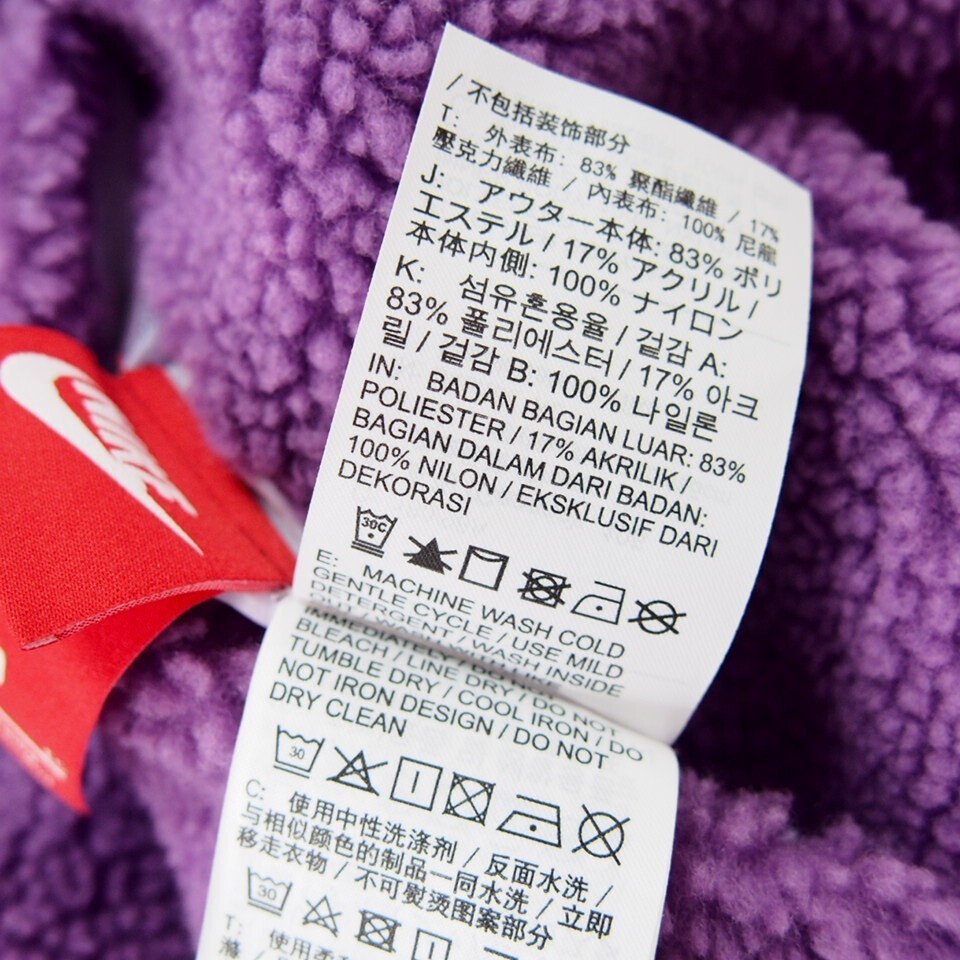 NIKE
/ 不包括装饰部分
T: 外表布: 83% 聚酯纖維 / 17%
壓克力纖維 / 內表布: 100% 尼龍
J: アウター本体: 83% ポリ
エステル / 17% アクリル /
本体内側: 100% ナイロン
K: 섬유혼용율 / 겉감 A:
83% 폴리에스터 / 17% 아크
릴 / 겉감 B: 100% 나일론
IN: BADAN BAGIAN LUAR: 83%
POLIESTER / 17% AKRILIK /
BAGIAN DALAM DARI BADAN:
100% NILON / EKSKLUSIF DARI
DEKORASI
30C
E: MACHINE WASH COLD
GENTLE CYCLE / USE MILD
DETERGENT / WASH INSIDE
BLEACH / LINE DRY / DO NOT
TUMBLE DRY / COOL IRON / DO
NOT IRON DESIGN / DO NOT
DRY CLEAN
30
C: 使用中性洗涤剂 / 反面水洗 /
与相似颜色的制品一同水洗 / 立即
移走衣物 / 不可熨烫图案部分
30
T: 使用柔